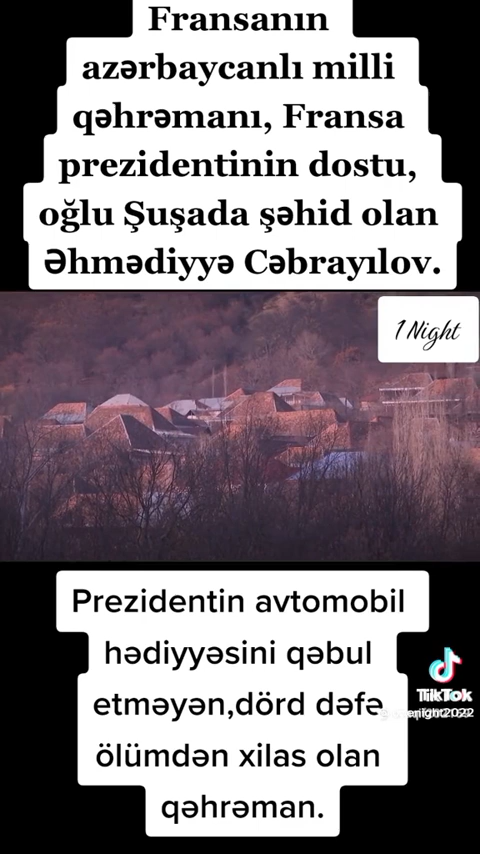 Fransanın
azərbaycanlı milli
qəhrəmanı, Fransa
prezidentinin dostu,
oğlu Şuşada şəhid olan
Əhmədiyyə Cəbrayılov.
1 Night
Prezidentin avtomobil
hədiyyəsini qəbul
etməyən,dörd dəfə
ölümdən xilas olan
qəhrəman.
TikTok